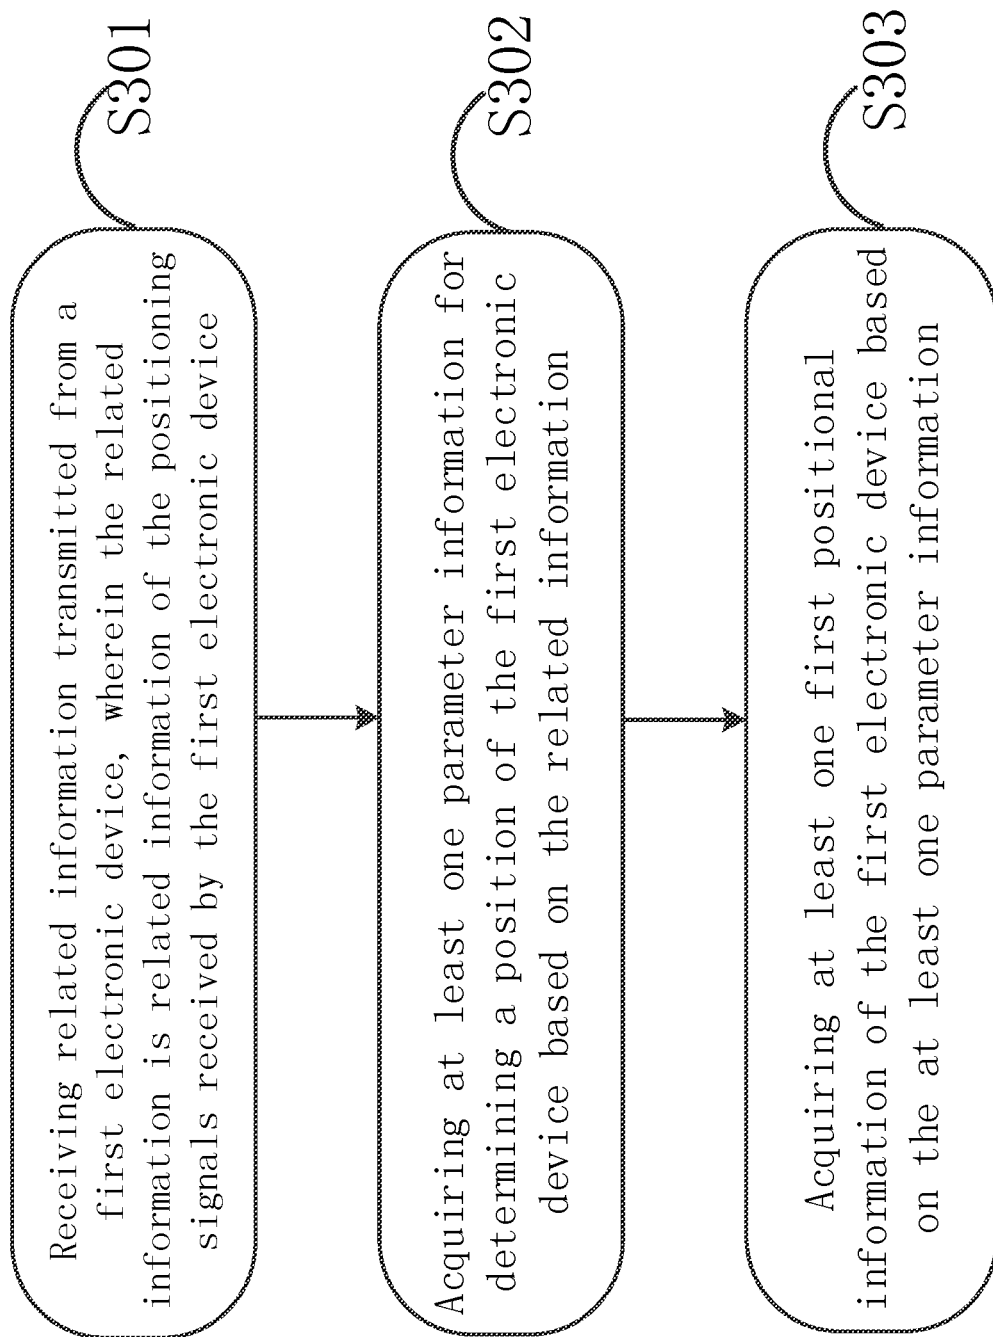 Receiving related information transmitted from a
first electronic device, wherein the related
information is related information of the positioning
signals received by the first electronic device
S301
Acquiring at least one parameter information for
determining a position of the first electronic
device based on the related information
S302
Acquiring at least one first positional
information of the first electronic device based
on the at least one parameter information
S303